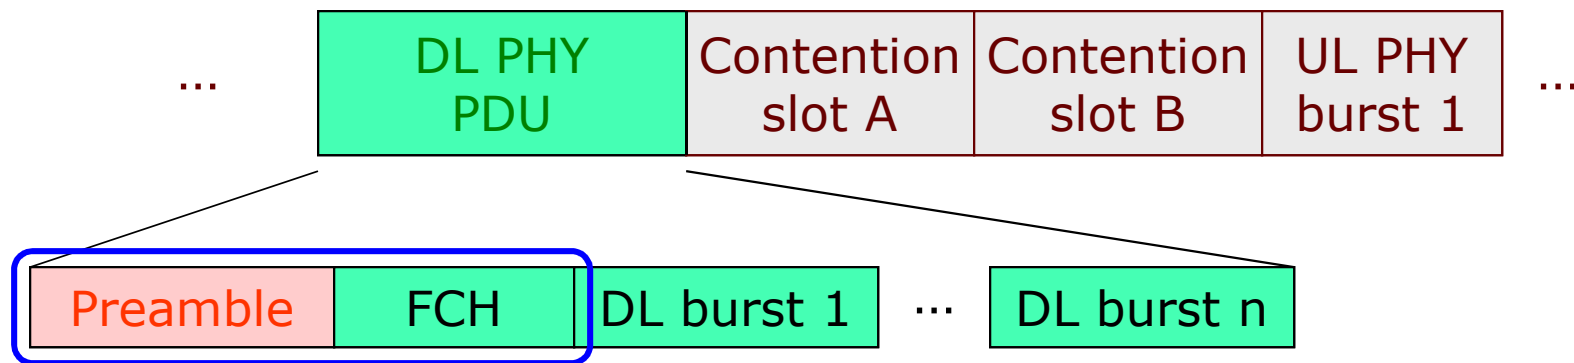 ...
DL PHY
PDU
Contention
slot A
Contention
slot B
UL PHY
burst 1
...
Preamble
FCH
DL burst 1
...
DL burst n